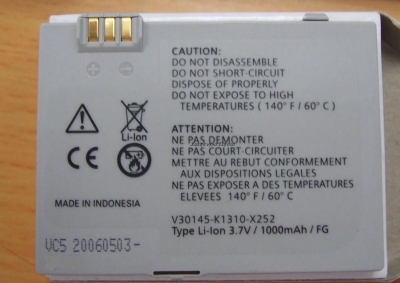 CAUTION:
DO NOT DISASSEMBLE
DO NOT SHORT-CIRCUIT
DISPOSE OF PROPERLY
DO NOT EXPOSE TO HIGH
TEMPERATURES ( 140° F / 60° C )
Li-Ion
ATTENTION:
NE PAS DEMONTER
NE PAS COURT-CIRCUITER
METTRE AU REBUT CONFORMEMENT
AUX DISPOSITIONS LEGALES
NE PAS EXPOSER A DES TEMPERATURES
ELEVEES 140° F / 60° C
CE
MADE IN INDONESIA
V30145-K1310-X252
Type Li-Ion 3.7V / 1000mAh / FG
VC5 20060503-